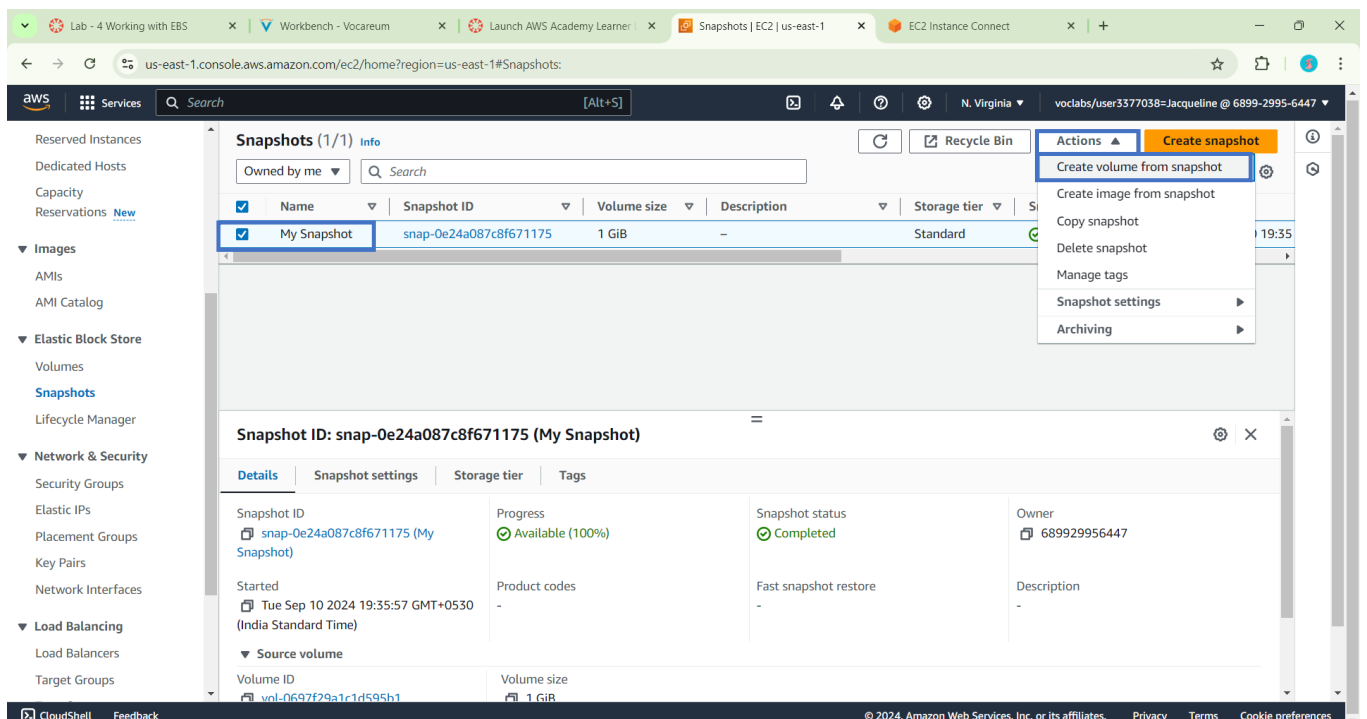 Lab - 4 Working with EBS
Workbench - Vocareum
Launch AWS Academy Learner
Snapshots | EC2 | us-east-1
EC2 Instance Connect
us-east-1.console.aws.amazon.com/ec2/home?region=us-east-1#Snapshots:
aws
Services
Search
[Alt+S]
N. Virginia
voclabs/user3377038=Jacqueline @ 6899-2995-6447
Reserved Instances
Dedicated Hosts
Capacity
Reservations New
Images
AMIs
AMI Catalog
Elastic Block Store
Volumes
Snapshots
Lifecycle Manager
Network & Security
Security Groups
Elastic IPs
Placement Groups
Key Pairs
Network Interfaces
Load Balancing
Load Balancers
Target Groups
Snapshots (1/1) Info
Recycle Bin
Actions
Create snapshot
Owned by me
Search
Create volume from snapshot
Create image from snapshot
Copy snapshot
Delete snapshot
Manage tags
Snapshot settings
Archiving
Name Snapshot ID Volume size Description Storage tier
My Snapshot snap-0e24a087c8f671175 1 GiB – Standard 19:35
Snapshot ID: snap-0e24a087c8f671175 (My Snapshot)
Details Snapshot settings Storage tier Tags
Snapshot ID Progress Snapshot status Owner
snap-0e24a087c8f671175 (My Available (100%) Completed 689929956447
Snapshot)
Started Product codes Fast snapshot restore Description
Tue Sep 10 2024 19:35:57 GMT+0530 - - -
(India Standard Time)
Source volume
Volume ID Volume size
vol-0697f29a1c1d595b1 1 GiB
CloudShell Feedback © 2024, Amazon Web Services, Inc. or its affiliates. Privacy Terms Cookie preferences